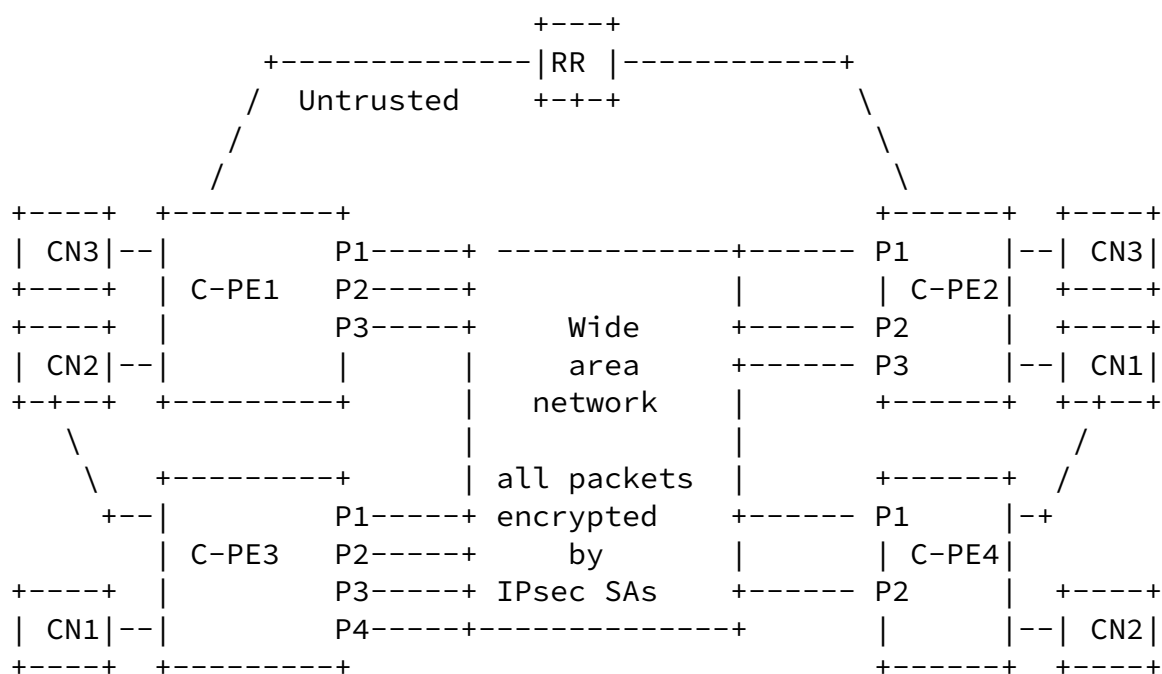 +---+
+--------------|RR |------------+
/ Untrusted +-+-+ \
/ \
/ \
+----+ +---------+ +------+ +----+
| CN3|--| P1-----+ -------------+------ P1 |--| CN3|
+----+ | C-PE1 P2-----+ | | C-PE2| +----+
+----+ | P3-----+ Wide +------ P2 | +----+
| CN2|--| | | area +------ P3 |--| CN1|
+-+--+ +---------+ | network | +------+ +-+--+
\ | | /
\ +---------+ | all packets | +------+ /
+--| P1-----+ encrypted +------ P1 |-+
| C-PE3 P2-----+ by | | C-PE4|
+----+ | P3-----+ IPsec SAs +------ P2 | +----+
| CN1|--| P4-----+--------------+ | |--| CN2|
+----+ +---------+ +------+ +----+